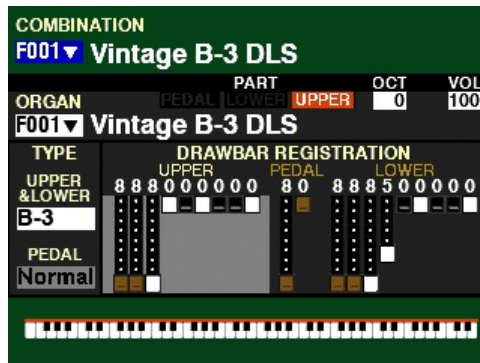 COMBINATION
F001▼ Vintage B-3 DLS
PART OCT VOL
ORGAN PEDAL LOWER UPPER 0 100
F001▼ Vintage B-3 DLS
TYPE DRAWBAR REGISTRATION
UPPER PEDAL LOWER
UPPER
&LOWER
888000000 80 888500000
B-3
PEDAL
Normal